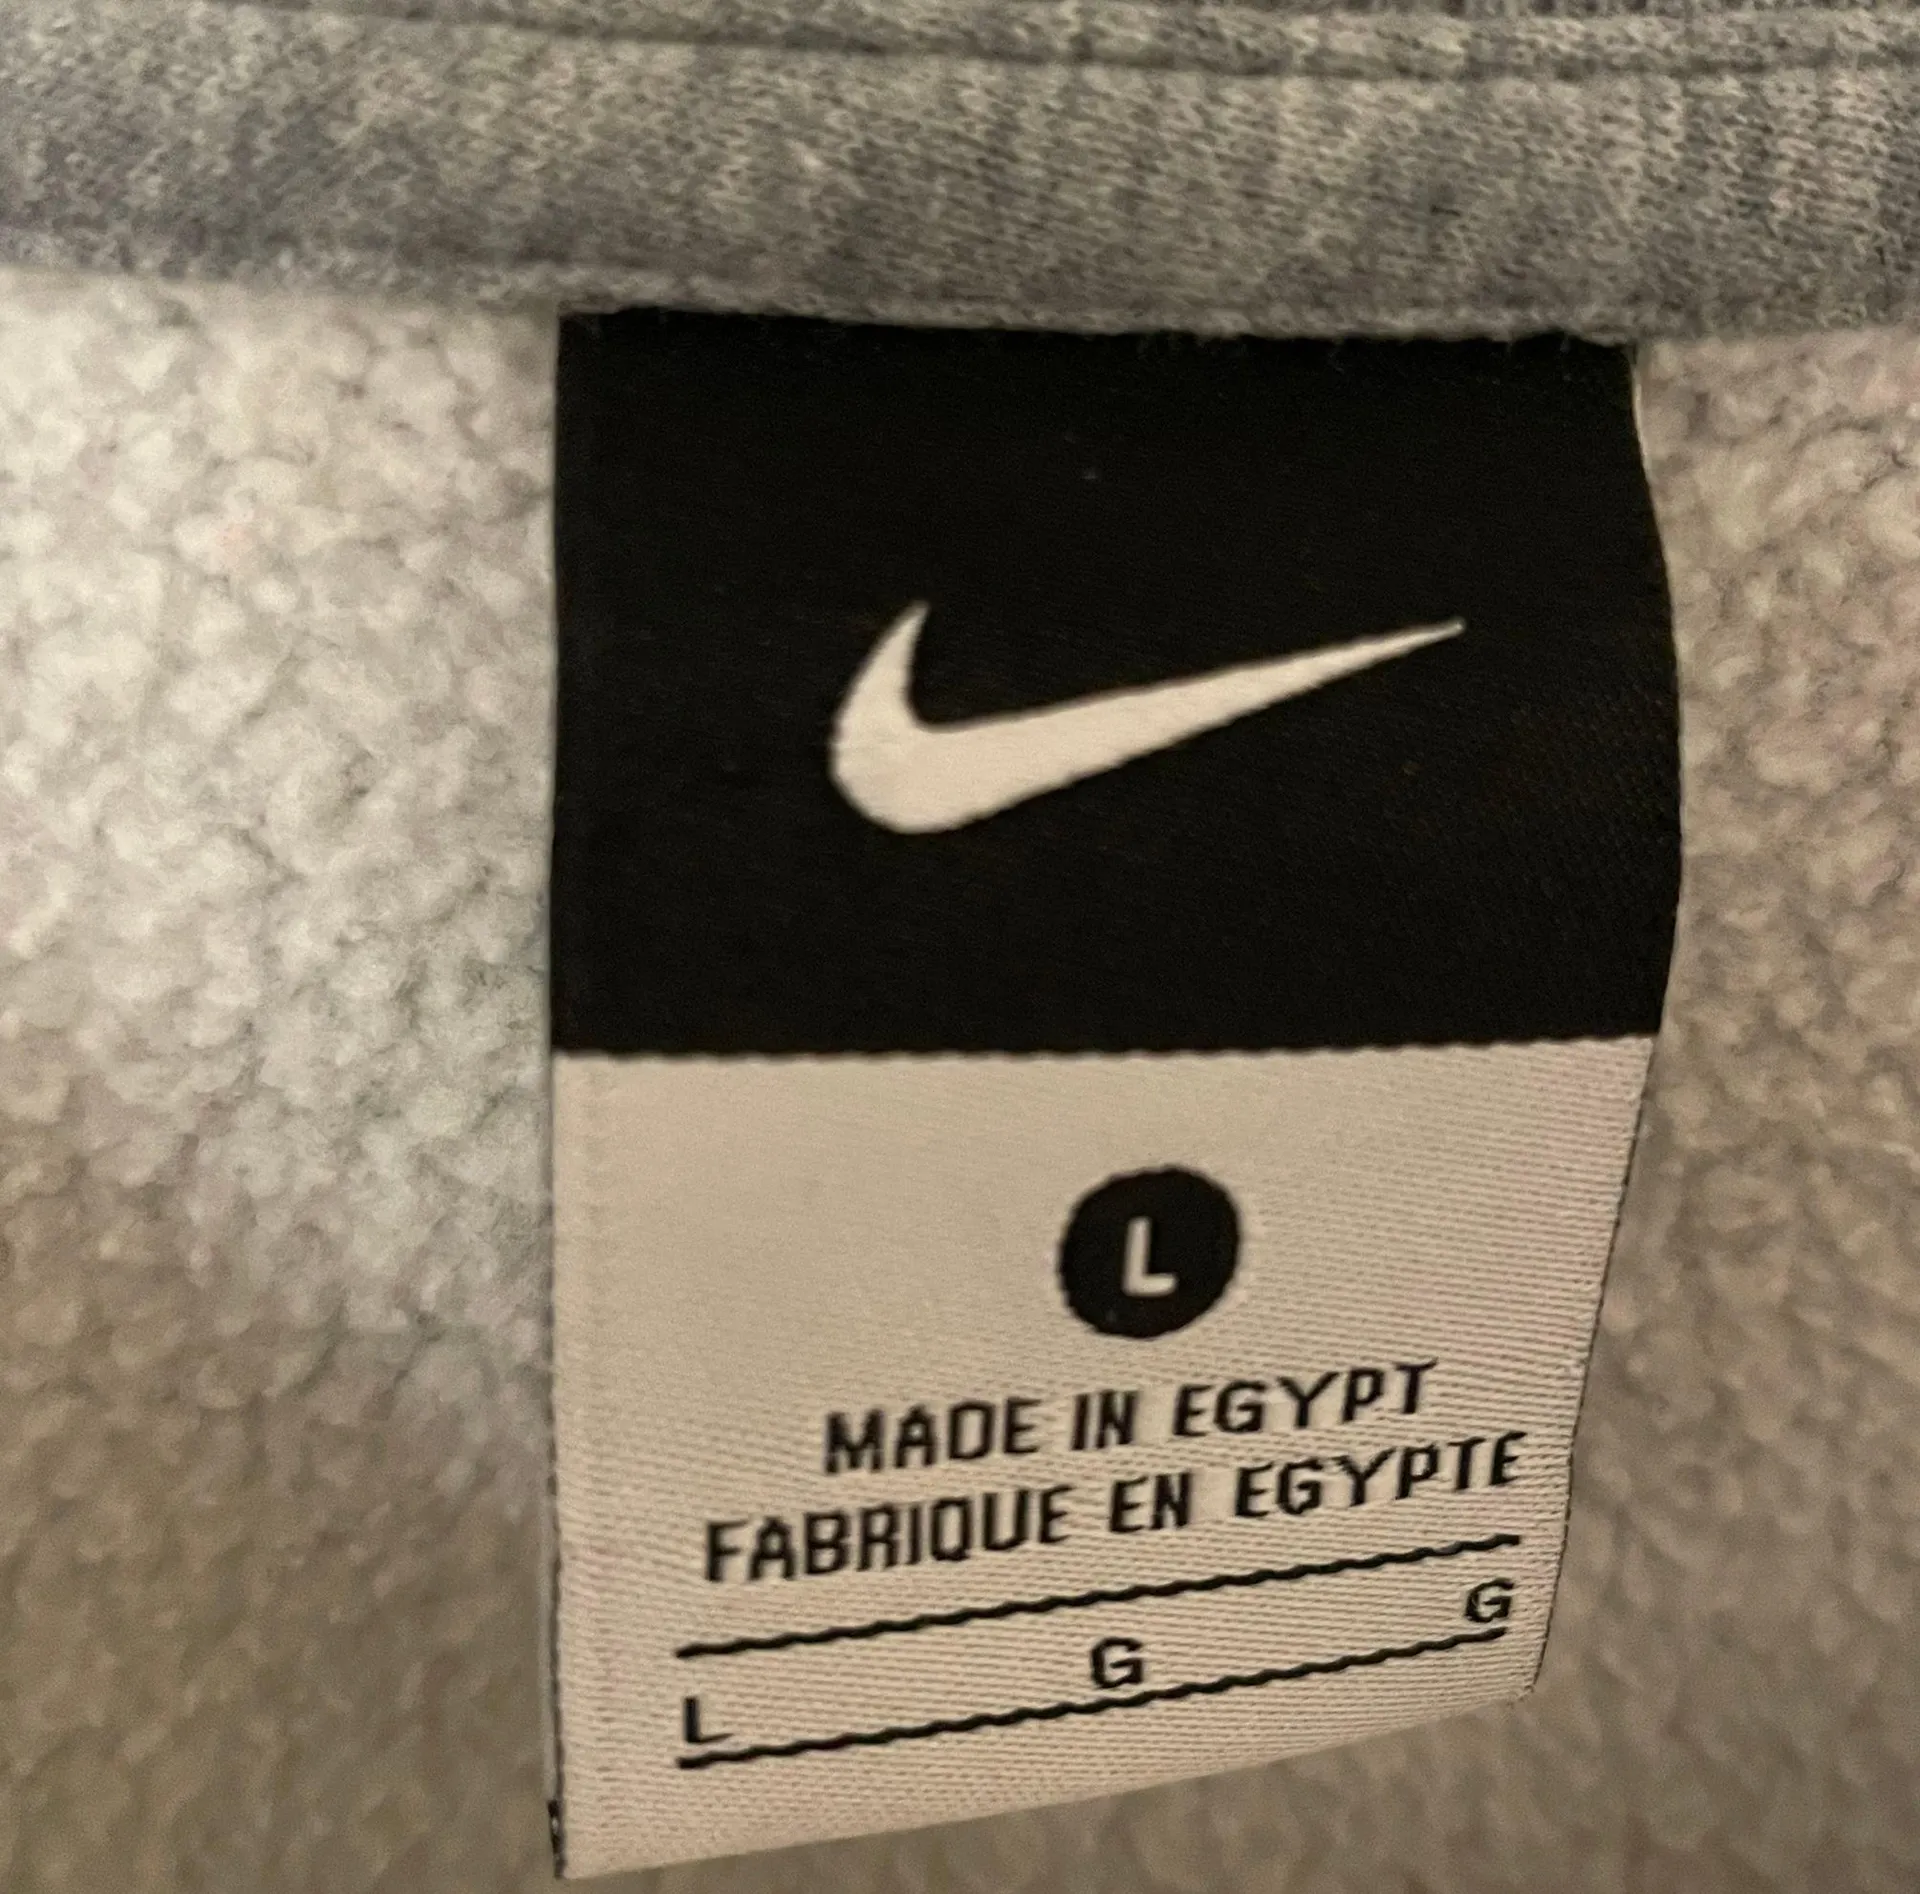 L
MADE IN EGYPT
FABRIQUE EN EGYPTE
L G G